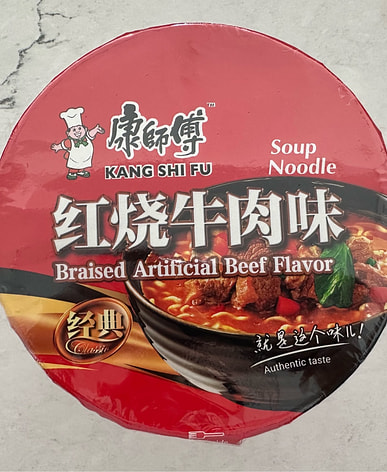 康師傅
TM
KANG SHI FU
Soup
Noodle
红烧牛肉味
Braised Artificial Beef Flavor
经典
Classic
就是这个味儿!
Authentic taste